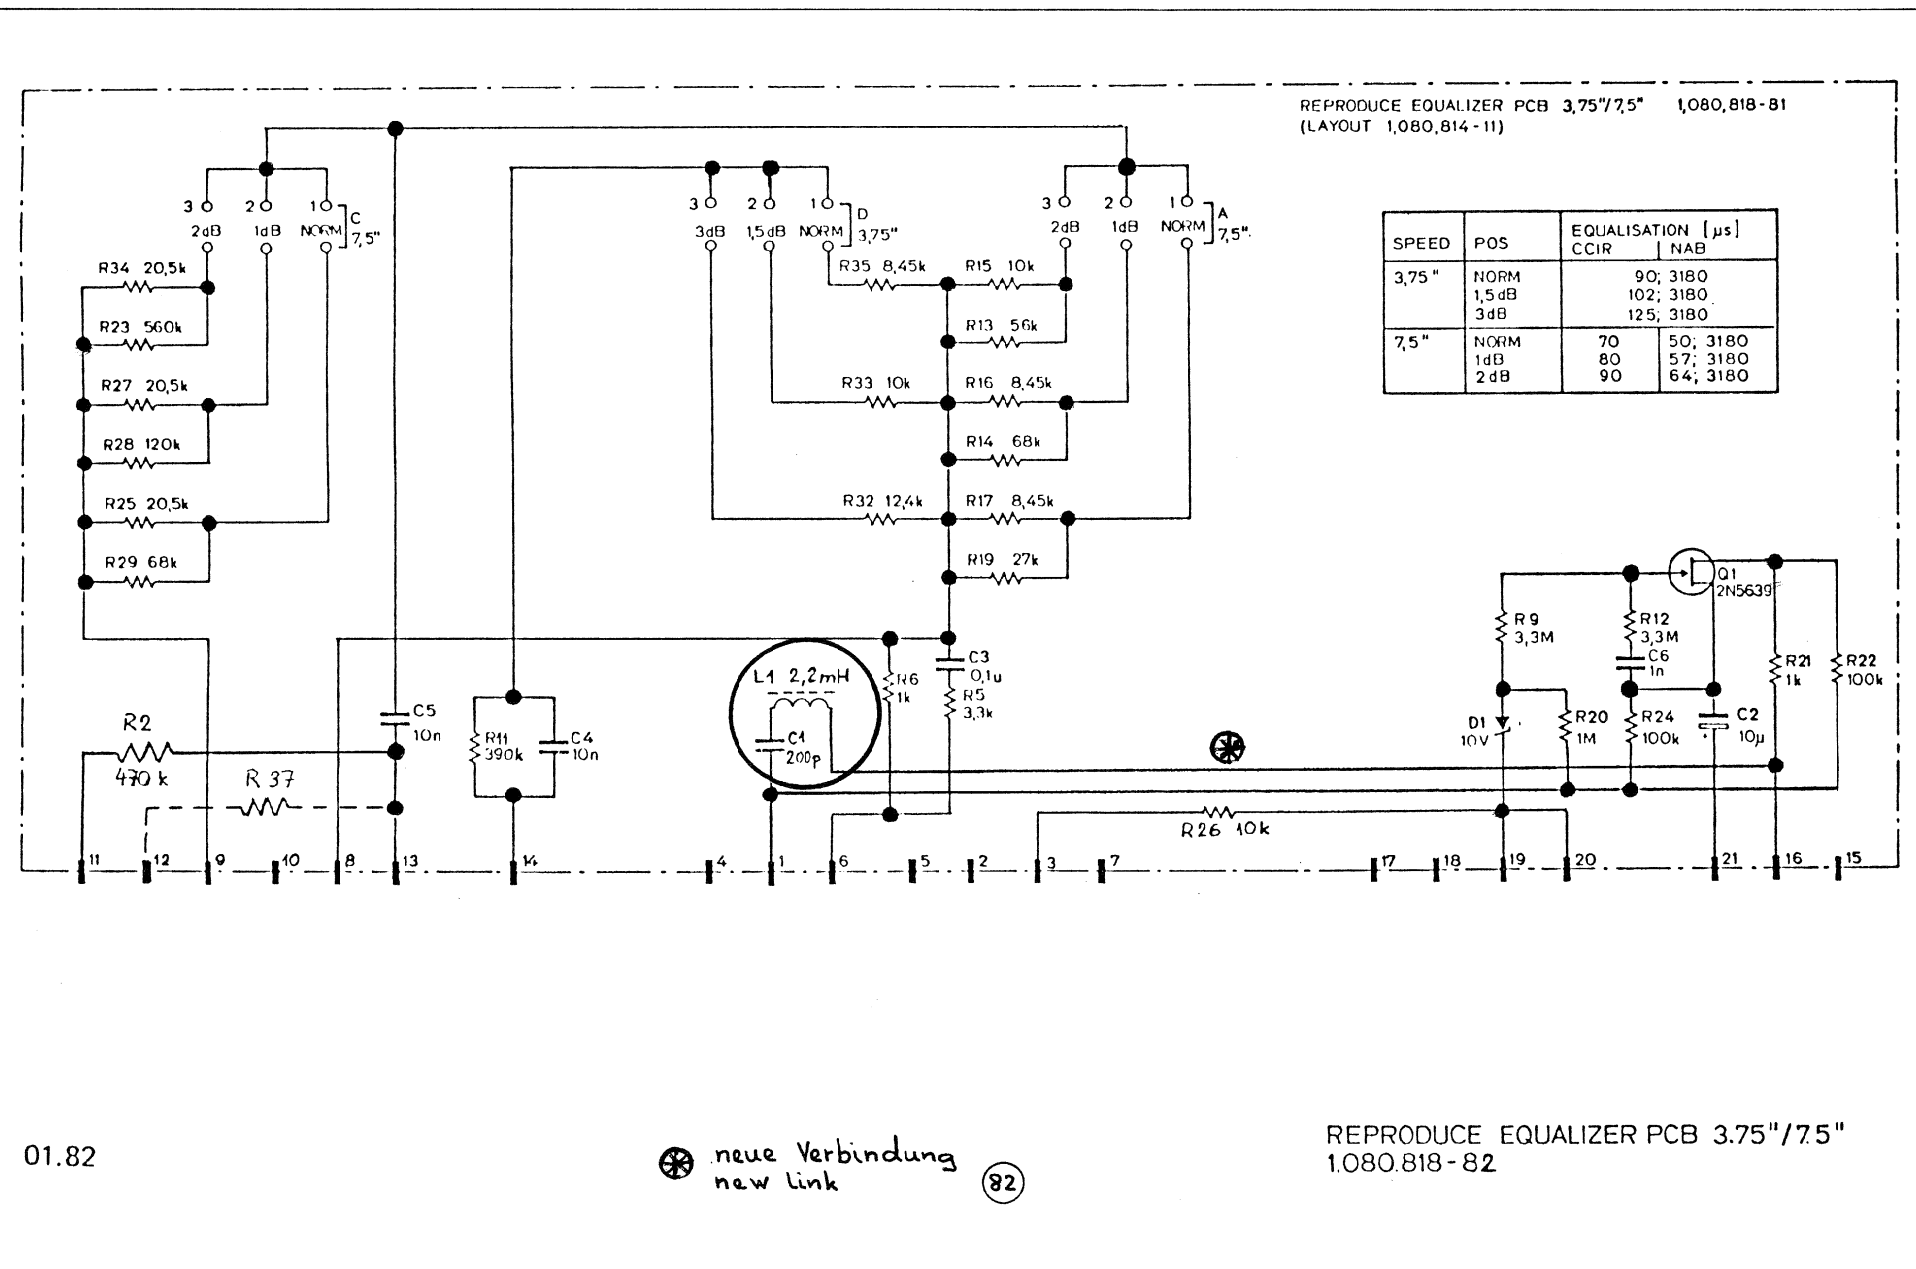 REPRODUCE EQUALIZER PCB 3,75"/7,5" 1,080,818-81
(LAYOUT 1,080,814-11)
3 2 1 C
2dB 1dB NORM 7,5"
3 2 1 D
3dB 1,5dB NORM 3,75"
3 2 1 A
2dB 1dB NORM 7,5"
SPEED POS EQUALISATION [µs]
CCIR NAB
3,75" NORM 90; 3180
1,5dB 102; 3180
3dB 125; 3180
7,5" NORM 70 50; 3180
1dB 80 57; 3180
2dB 90 64; 3180
R34 20,5k
R23 560k
R27 20,5k
R28 120k
R25 20,5k
R29 68k
R35 8,45k
R15 10k
R13 56k
R33 10k
R16 8,45k
R14 68k
R32 12,4k
R17 8,45k
R19 27k
Q1
2N5639
R9
3,3M
R12
3,3M
C6
1n
R21
1k
R22
100k
L1 2,2mH
C1
200p
R6
1k
C3
0,1u
R5
3,3k
D1
10V
R20
1M
R24
100k
C2
10µ
R2
470k
R37
C5
10n
R11
390k
C4
10n
R26 10k
11 12 9 10 8 13 14 4 1 6 5 2 3 7 17 18 19 20 21 16 15
01.82
neue Verbindung
new link
82
REPRODUCE EQUALIZER PCB 3.75"/7.5"
1.080.818-82